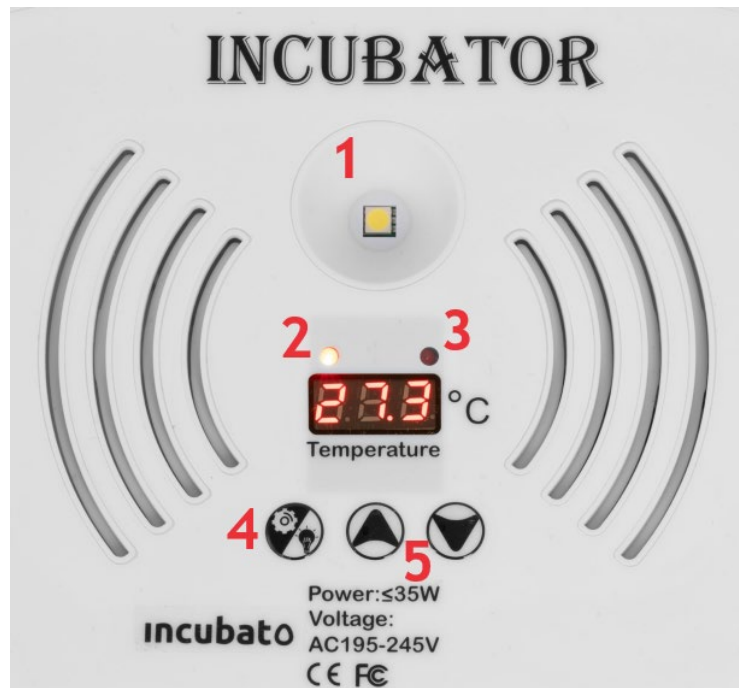 INCUBATOR
1
2
3
27.3 °C
Temperature
4
5
Power:≤35W
Voltage:
incubato AC195-245V
CE FC